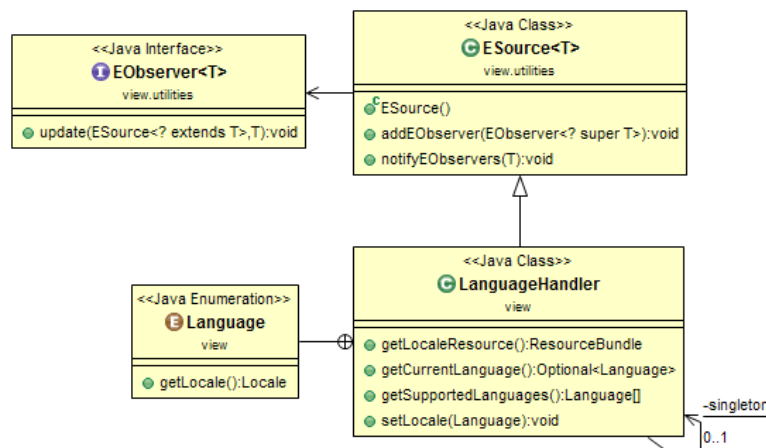 <<Java Interface>>
I EObserver<T>
view.utilities
update(ESource<? extends T>,T):void
<<Java Class>>
C ESource<T>
view.utilities
c ESource()
addEObserver(EObserver<? super T>):void
notifyEObservers(T):void
<<Java Enumeration>>
E Language
view
getLocale():Locale
<<Java Class>>
C LanguageHandler
view
getLocaleResource():ResourceBundle
getCurrentLanguage():Optional<Language>
getSupportedLanguages():Language[]
setLocale(Language):void
-singleton
0..1